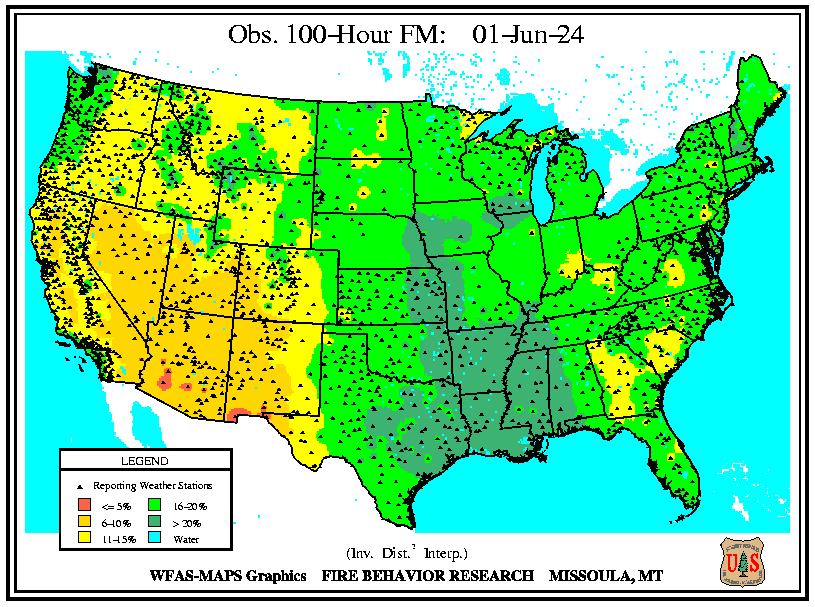 Obs. 100-Hour FM: 01-Jun-24
LEGEND
Reporting Weather Stations
<= 5% 16-20%
6-10% > 20%
11-15% Water
(Inv. Dist.² Interp.)
WFAS-MAPS Graphics FIRE BEHAVIOR RESEARCH MISSOULA, MT
U S